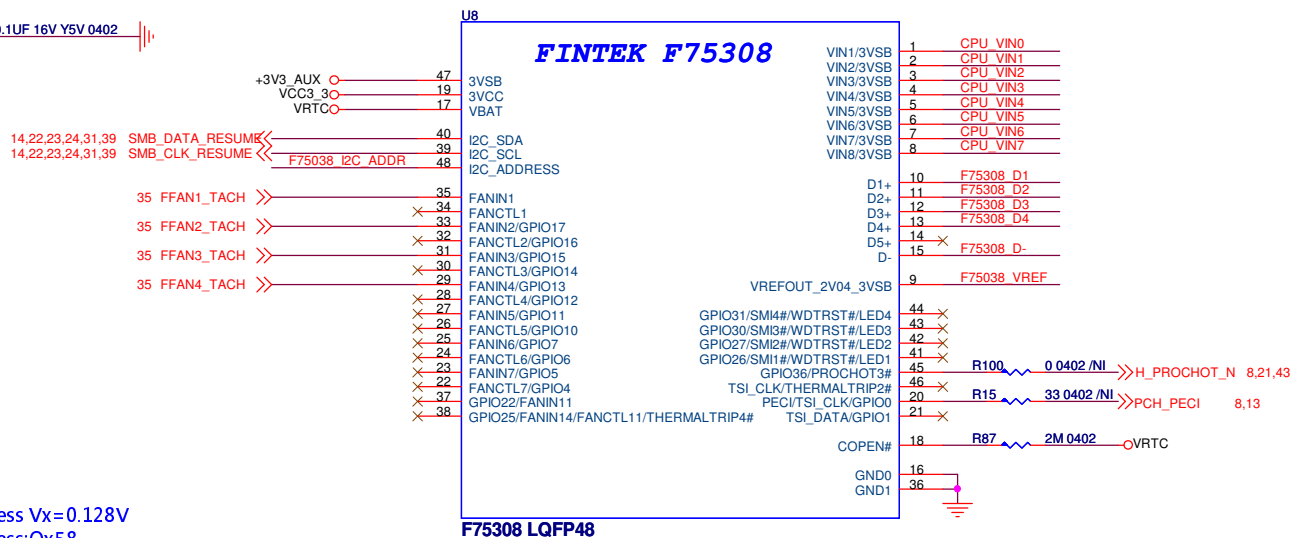 U8
0.1UF 16V Y5V 0402
FINTEK F75308
+3V3_AUX 47 3VSB
VCC3_3 19 3VCC
VRTC 17 VBAT
14,22,23,24,31,39 SMB_DATA_RESUME 40 I2C_SDA
14,22,23,24,31,39 SMB_CLK_RESUME 39 I2C_SCL
F75038_I2C_ADDR 48 I2C_ADDRESS
35 FFAN1_TACH 35 FANIN1
34 FANCTL1
35 FFAN2_TACH 33 FANIN2/GPIO17
32 FANCTL2/GPIO16
35 FFAN3_TACH 31 FANIN3/GPIO15
30 FANCTL3/GPIO14
35 FFAN4_TACH 29 FANIN4/GPIO13
28 FANCTL4/GPIO12
27 FANIN5/GPIO11
26 FANCTL5/GPIO10
25 FANIN6/GPIO7
24 FANCTL6/GPIO6
23 FANIN7/GPIO5
22 FANCTL7/GPIO4
37 GPIO22/FANIN11
38 GPIO25/FANIN14/FANCTL11/THERMALTRIP4#
VIN1/3VSB 1 CPU_VIN0
VIN2/3VSB 2 CPU_VIN1
VIN3/3VSB 3 CPU_VIN2
VIN4/3VSB 4 CPU_VIN3
VIN5/3VSB 5 CPU_VIN4
VIN6/3VSB 6 CPU_VIN5
VIN7/3VSB 7 CPU_VIN6
VIN8/3VSB 8 CPU_VIN7
D1+ 10 F75308_D1
D2+ 11 F75308_D2
D3+ 12 F75308_D3
D4+ 13 F75308_D4
D5+ 14
D- 15 F75308_D-
VREFOUT_2V04_3VSB 9 F75038_VREF
GPIO31/SMI4#/WDTRST#/LED4 44
GPIO30/SMI3#/WDTRST#/LED3 43
GPIO27/SMI2#/WDTRST#/LED2 42
GPIO26/SMI1#/WDTRST#/LED1 41
GPIO36/PROCHOT3# 45 R100 0 0402 /NI H_PROCHOT_N 8,21,43
TSI_CLK/THERMALTRIP2# 46
PECI/TSI_CLK/GPIO0 20 R15 33 0402 /NI PCH_PECI 8,13
TSI_DATA/GPIO1 21
COPEN# 18 R87 2M 0402 VRTC
GND0 16
GND1 36
F75308 LQFP48
ess Vx=0.128V